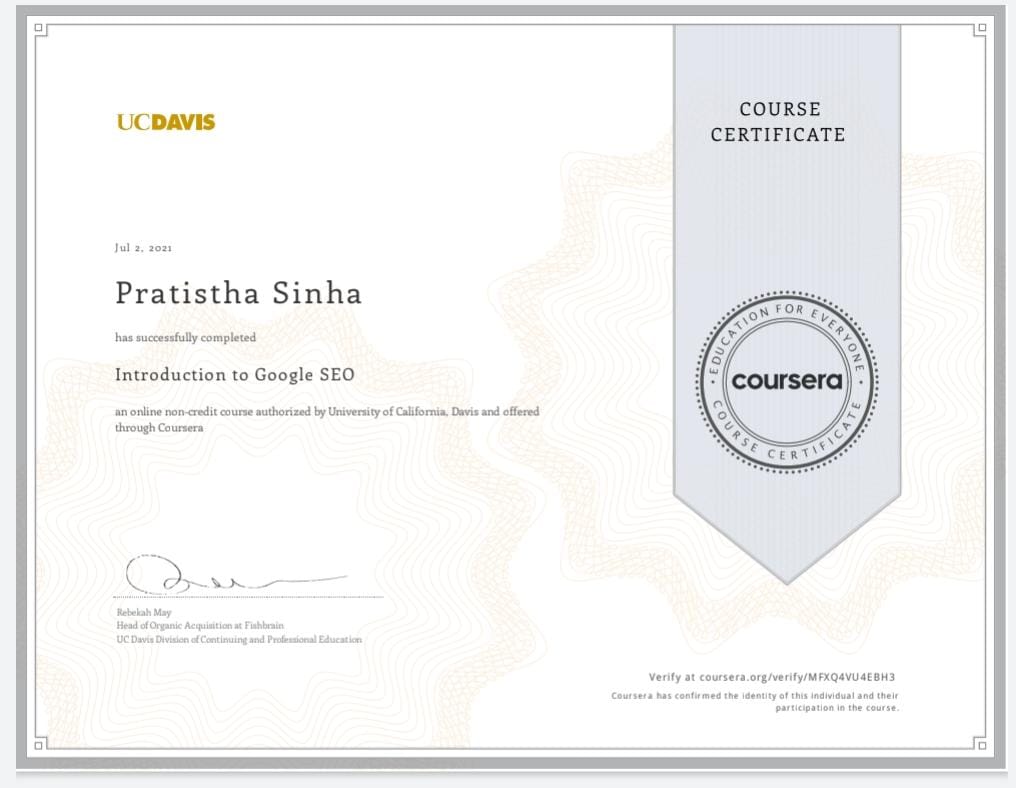 UCDAVIS
COURSE
CERTIFICATE
Jul 2, 2021
Pratistha Sinha
has successfully completed
Introduction to Google SEO
an online non-credit course authorized by University of California, Davis and offered
through Coursera
EDUCATION FOR EVERYONE
coursera
COURSE CERTIFICATE
Rebekah May
Head of Organic Acquisition at Fishbrain
UC Davis Division of Continuing and Professional Education
Verify at coursera.org/verify/MFXQ4VU4EBH3
Coursera has confirmed the identity of this individual and their
participation in the course.